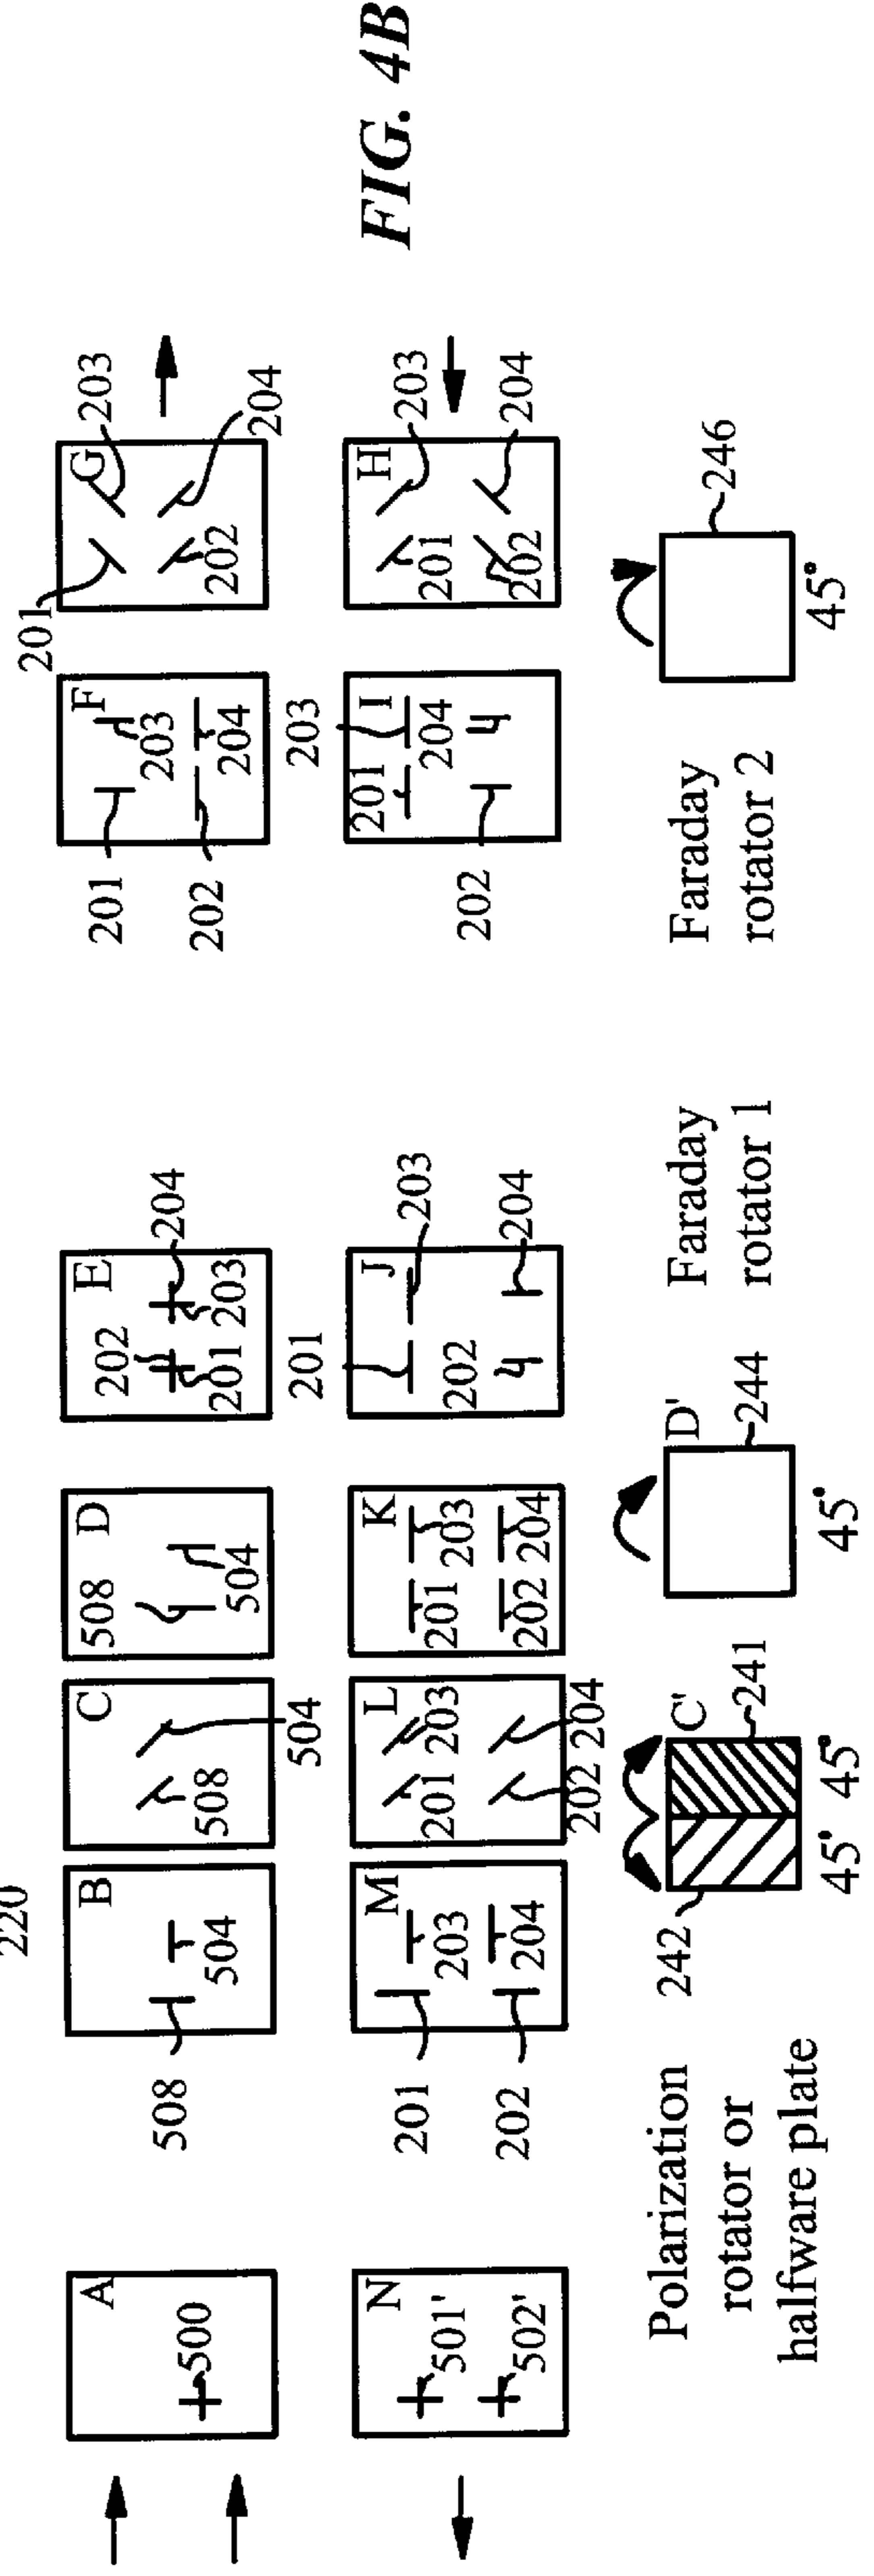 220
FIG. 4B
A
500
B
508
504
C
508
504
D
508
504
E
202
204
201
203
F
201
203
202
204
G
201
203
202
204
N
501'
502'
M
201
203
202
204
L
201
203
202
204
K
201
203
202
204
J
201
203
202
204
I
203
201
204
202
H
203
201
204
202
Polarization
rotator or
halfware plate
242
C'
241
45°
45°
D'
244
45°
Faraday
rotator 1
Faraday
rotator 2
246
45°